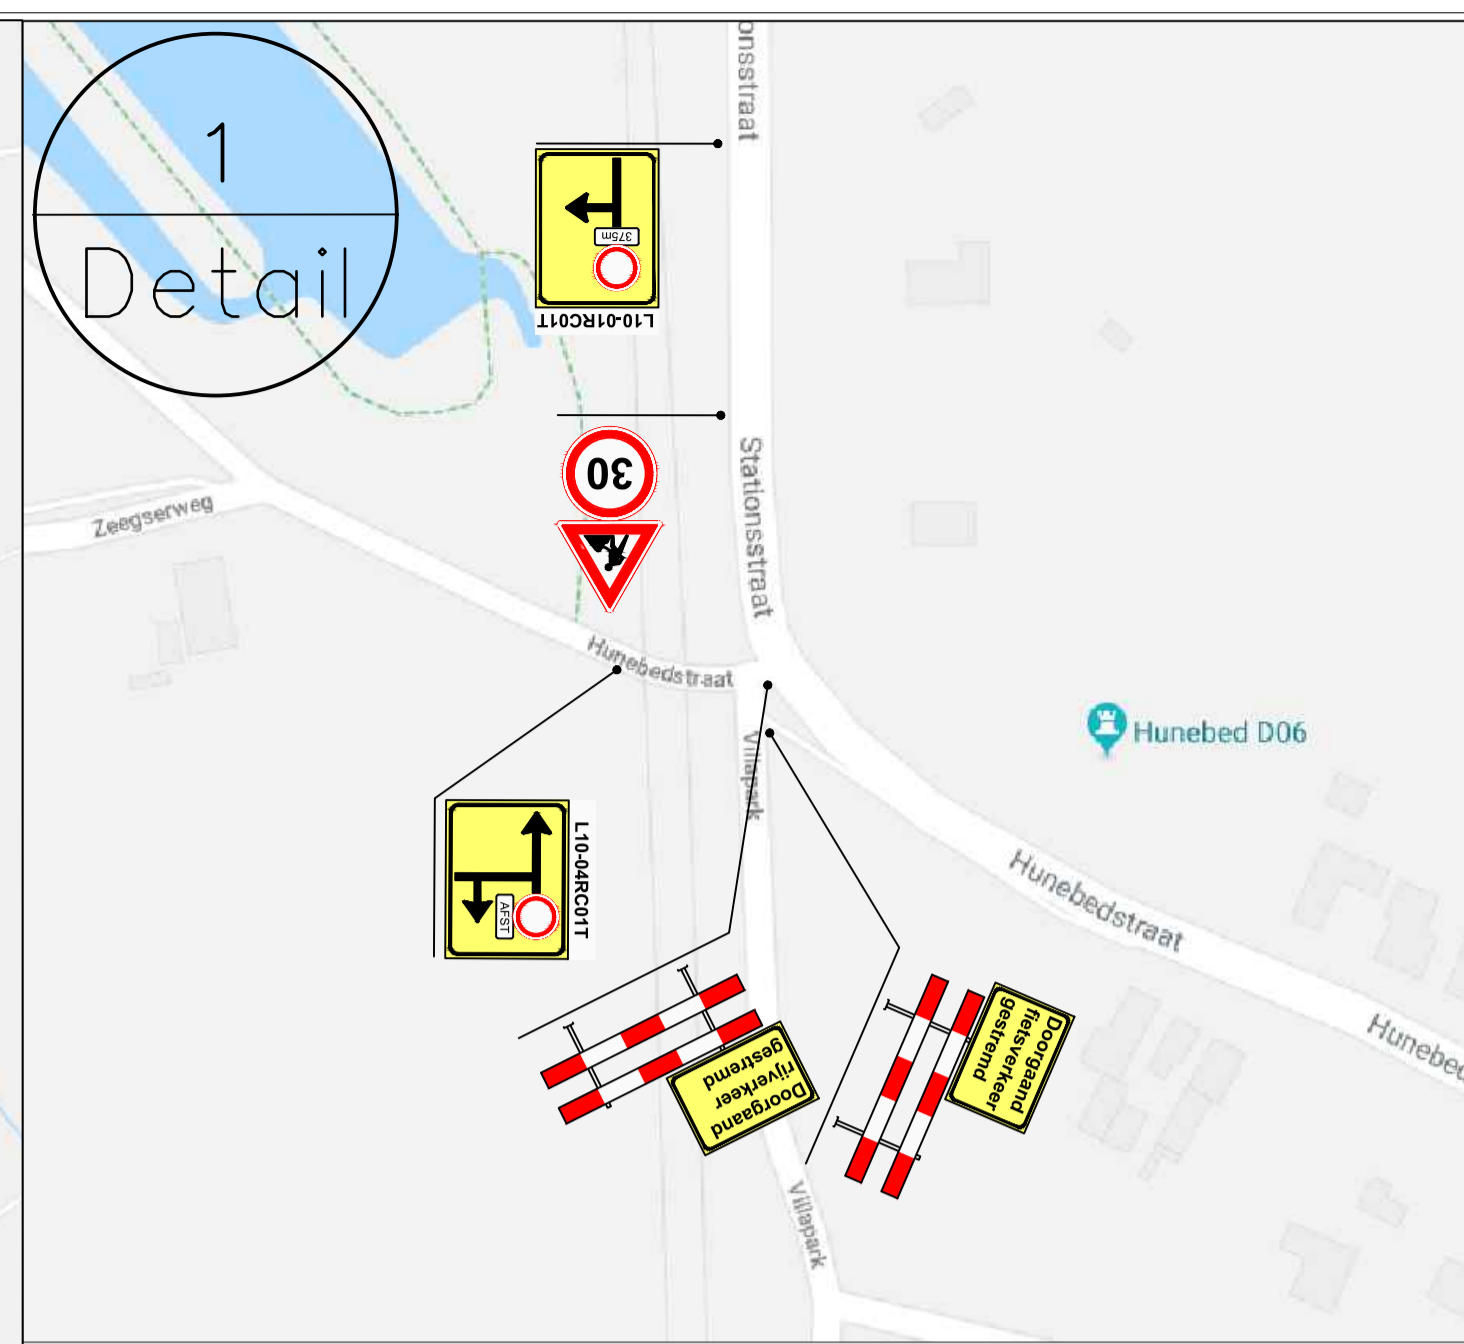 onsstraat
1
Detail
375m
L10-01RC01T
30
Stationsstraat
Zeegserweg
Hunebedstraat
Hunebed D06
Villapark
L10-04RC01T
AFST
Hunebedstraat
Doorgaand
fietsverkeer
gestremd
Doorgaand
rijverkeer
gestremd
Hunebed
Villapark